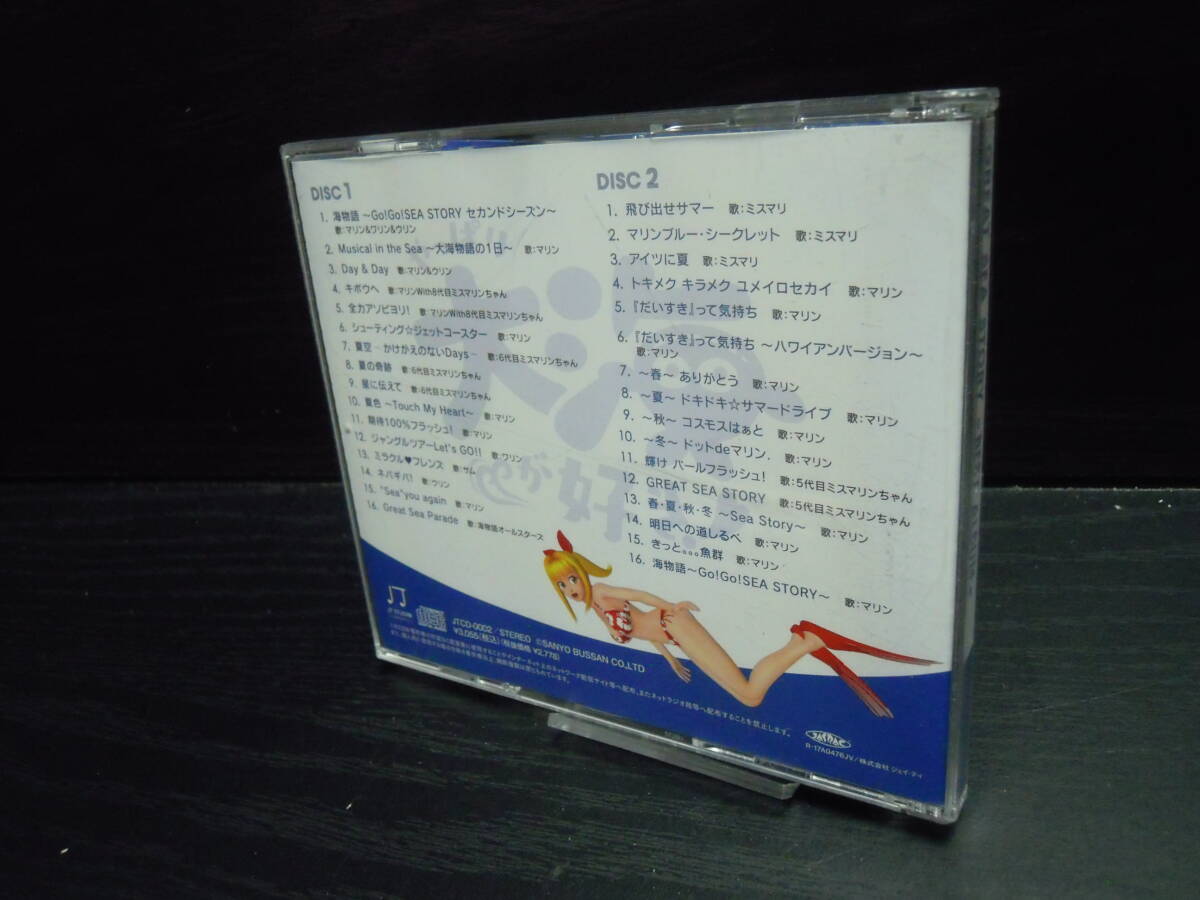 DISC 1
1. 海物語 ～Go!Go!SEA STORY セカンドシーズン～
歌:マリン&ワリン&ウリン
2. Musical in the Sea ～大海物語の1日～ 歌:マリン
3. Day & Day 歌:マリン&ウリン
4. キボウヘ 歌:マリンWith8代目ミスマリンちゃん
5. 全力アソビヨリ! 歌:マリンWith8代目ミスマリンちゃん
6. シューティング☆ジェットコースター 歌:マリン
7. 夏空 - かけがえのないDays - 歌:6代目ミスマリンちゃん
8. 夏の奇跡 歌:6代目ミスマリンちゃん
9. 星に伝えて 歌:6代目ミスマリンちゃん
10. 夏色 ～Touch My Heart～ 歌:マリン
11. 期待100%フラッシュ! 歌:マリン
12. ジャングルツアーLet's GO!! 歌:ワリン
13. ミラクル♥フレンズ 歌:サム
14. ネバギバ! 歌:ウリン
15. "Sea"you again 歌:マリン
16. Great Sea Parade 歌:海物語オールスターズ
DISC 2
1. 飛び出せサマー 歌:ミスマリ
2. マリンブルー・シークレット 歌:ミスマリ
3. アイツに夏 歌:ミスマリ
4. トキメク キラメク ユメイロセカイ 歌:マリン
5. 『だいすき』って気持ち 歌:マリン
6. 『だいすき』って気持ち ～ハワイアンバージョン～
歌:マリン
7. ～春～ ありがとう 歌:マリン
8. ～夏～ ドキドキ☆サマードライブ 歌:マリン
9. ～秋～ コスモスはぁと 歌:マリン
10. ～冬～ ドットdeマリン. 歌:マリン
11. 輝け パールフラッシュ! 歌:5代目ミスマリンちゃん
12. GREAT SEA STORY 歌:5代目ミスマリンちゃん
13. 春・夏・秋・冬 ～Sea Story～ 歌:マリン
14. 明日への道しるべ 歌:マリン
15. きっと。。。魚群 歌:マリン
16. 海物語～Go!Go!SEA STORY～ 歌:マリン
JTCD-0002/STEREO ©SANYO BUSSAN CO.,LTD
¥3,055(税込)(税抜価格 ¥2,778)
JASRAC
R-17A0476JV/株式会社 ジェイ・ティ